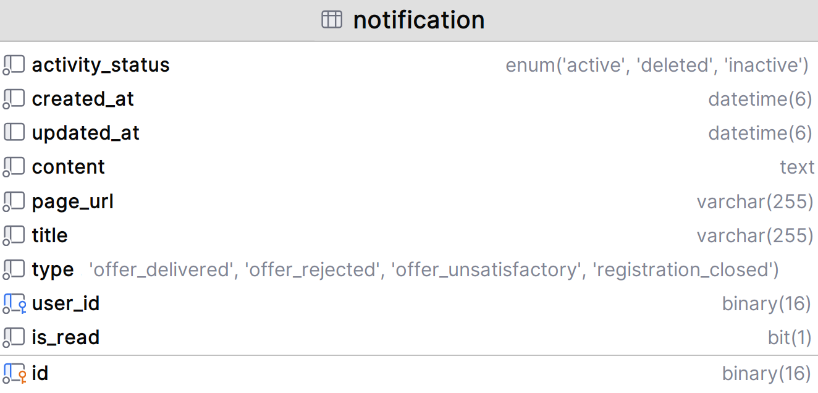 notification
activity_status enum('active', 'deleted', 'inactive')
created_at datetime(6)
updated_at datetime(6)
content text
page_url varchar(255)
title varchar(255)
type 'offer_delivered', 'offer_rejected', 'offer_unsatisfactory', 'registration_closed')
user_id binary(16)
is_read bit(1)
id binary(16)